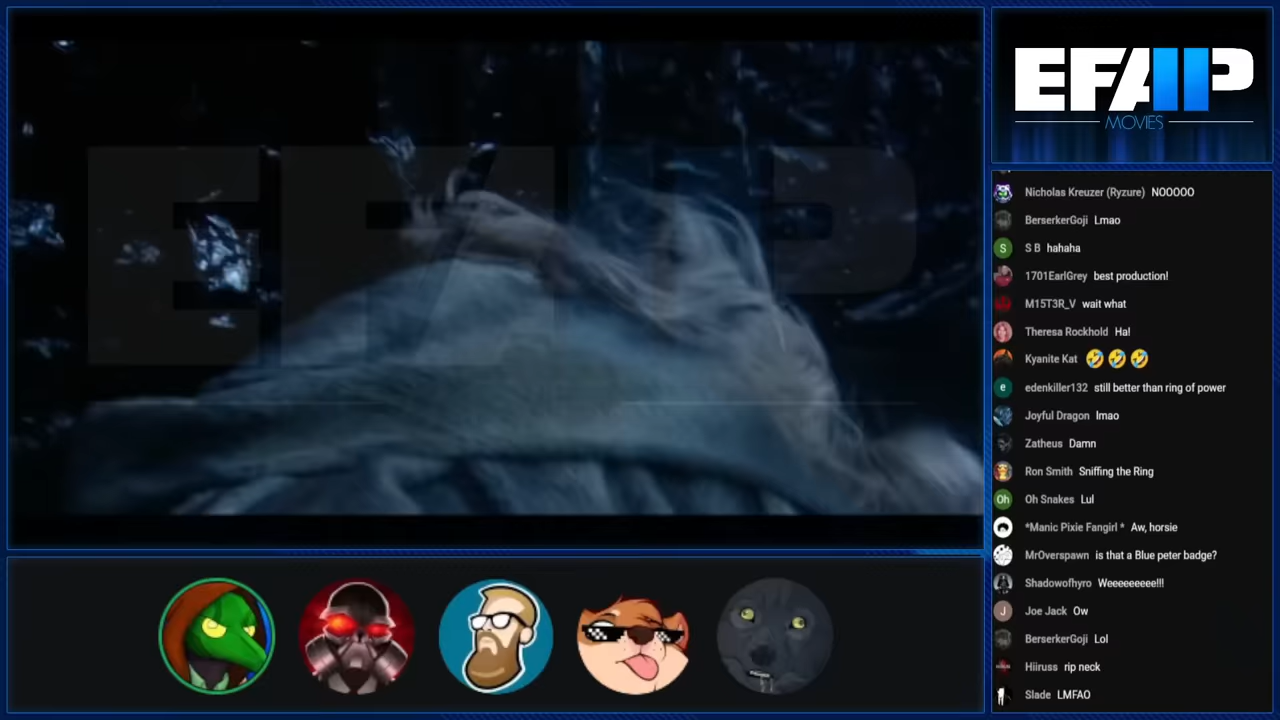 EFAP
EFAP
MOVIES
Nicholas Kreuzer (Ryzure) NOOOOO
BerserkerGoji Lmao
S S B hahaha
1701EarlGrey best production!
M15T3R_V wait what
Theresa Rockhold Ha!
Kyanite Kat 🤣 🤣 🤣
e edenkiller132 still better than ring of power
Joyful Dragon lmao
Zatheus Damn
Ron Smith Sniffing the Ring
Oh Oh Snakes Lul
*Manic Pixie Fangirl * Aw, horsie
MrOverspawn is that a Blue peter badge?
Shadowofhyro Weeeeeeeee!!!
J Joe Jack Ow
BerserkerGoji Lol
Hiiruss rip neck
Slade LMFAO